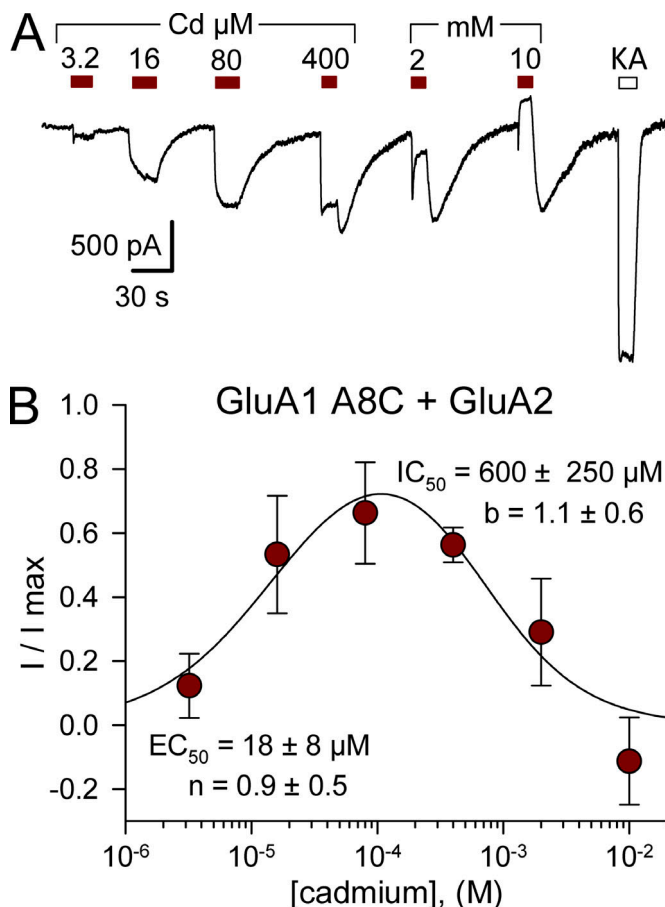 A
Cd µM
mM
3.2 16 80 400 2 10 KA
500 pA
30 s
B
GluA1 A8C + GluA2
IC50 = 600 ± 250 µM
b = 1.1 ± 0.6
EC50 = 18 ± 8 µM
n = 0.9 ± 0.5
I / I max
1.0
0.8
0.6
0.4
0.2
0.0
-0.2
10-6 10-5 10-4 10-3 10-2
[cadmium], (M)